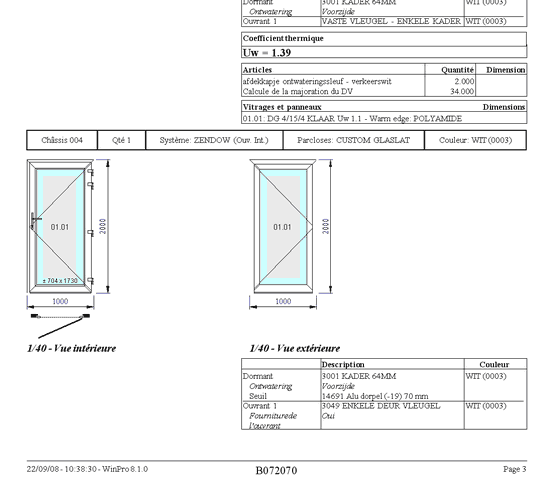 Dormant 3001 KADER 64MM WIT (0003)
Ontwatering Voorzijde
Ouvrant 1 VASTE VLEUGEL - ENKELE KADER WIT (0003)
Coefficient thermique
Uw = 1.39
Articles Quantité Dimension
afdekkapje ontwateringssleuf - verkeerswit 2.000
Calcule de la majoration du DV 34.000
Vitrages et panneaux Dimensions
01.01: DG 4/15/4 KLAAR Uw 1.1 - Warm edge: POLYAMIDE
Châssis 004 Qté 1 Système: ZENDOW (Ouv. Int.) Parcloses: CUSTOM GLASLAT Couleur: WIT (0003)
01.01 2000 01.01 2000
± 704 x 1730
1000 1000
1/40 - Vue intérieure 1/40 - Vue extérieure
Description Couleur
Dormant 3001 KADER 64MM WIT (0003)
Ontwatering Voorzijde
Seuil 14691 Alu dorpel (-19) 70 mm
Ouvrant 1 3049 ENKELE DEUR VLEUGEL WIT (0003)
Fourniturede Oui
l'ouvrant
22/09/08 - 10:38:30 - WinPro 8.1.0 B072070 Page 3